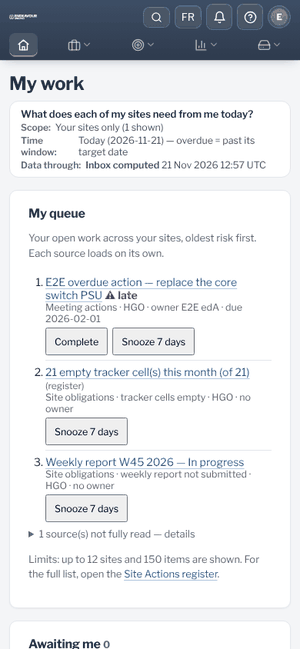 FR
E
My work
What does each of my sites need from me today?
Scope: Your sites only (1 shown)
Time window: Today (2026-11-21) — overdue = past its target date
Data through: Inbox computed 21 Nov 2026 12:57 UTC
My queue
Your open work across your sites, oldest risk first.
Each source loads on its own.
1. E2E overdue action — replace the core
switch PSU ⚠ late
Meeting actions · HGO · owner E2E edA · due
2026-02-01
Complete
Snooze 7 days
2. 21 empty tracker cell(s) this month (of 21)
(register)
Site obligations · tracker cells empty · HGO · no
owner
Snooze 7 days
3. Weekly report W45 2026 — In progress
Site obligations · weekly report not submitted ·
HGO · no owner
Snooze 7 days
▶ 1 source(s) not fully read — details
Limits: up to 12 sites and 150 items are shown. For
the full list, open the Site Actions register.
Awaiting me 0